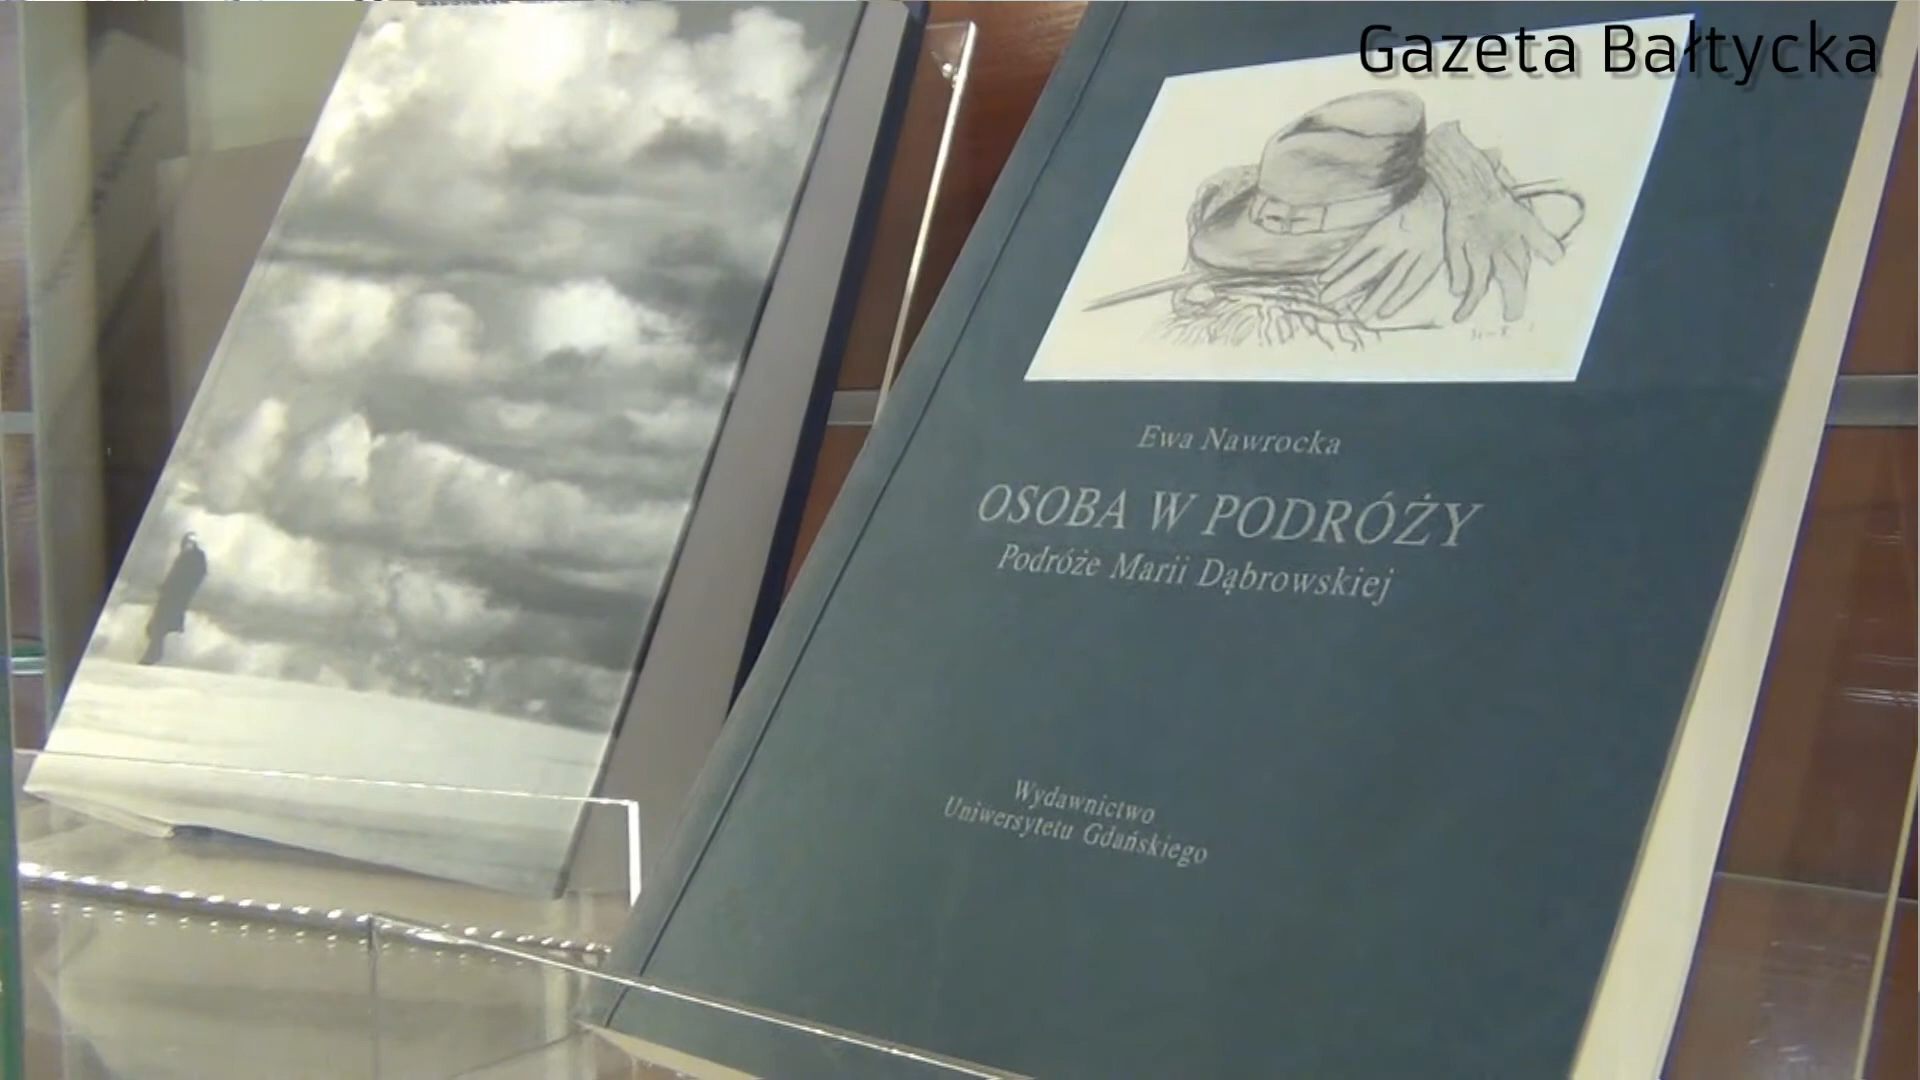 Gazeta Bałtycka
Ewa Nawrocka
OSOBA W PODRÓŻY
Podróże Marii Dąbrowskiej
Wydawnictwo
Uniwersytetu Gdańskiego